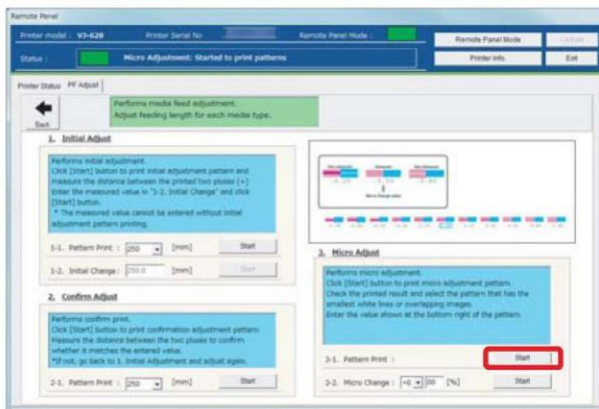 Remote Panel
Printer model : VJ-628 Printer Serial No Remote Panel Mode :
Remote Panel Mode
Status : Micro Adjustment: Started to print patterns
Printer Info. Exit
Printer Status PF Adjust
Back
Performs media feed adjustment.
Adjust feeding length for each media type.
1. Initial Adjust
Performs initial adjustment.
Click [Start] button to print initial adjustment pattern and
measure the distance between the printed two pluses (+)
Enter the measured value in "1-2. Initial Change" and click
[Start] button.
* The measured value cannot be entered without initial
adjustment pattern printing.
1-1. Pattern Print : 250 [mm] Start
1-2. Initial Change : 250.0 [mm] Start
2. Confirm Adjust
Performs confirm print.
Click [Start] button to print confirmation adjustment pattern.
Measure the distance between the two pluses to confirm
whether it matches the entered value.
*If not, go back to 1. Initial Adjustment and adjust again.
2-1. Pattern Print : 250 [mm] Start
Micro Change value
3. Micro Adjust
Performs micro adjustment.
Click [Start] button to print micro adjustment pattern.
Check the printed result and select the pattern that has the
smallest white lines or overlapping images.
Enter the value shown at the bottom right of the pattern.
3-1. Pattern Print : Start
3-2. Micro Change : +0 00 [%] Start